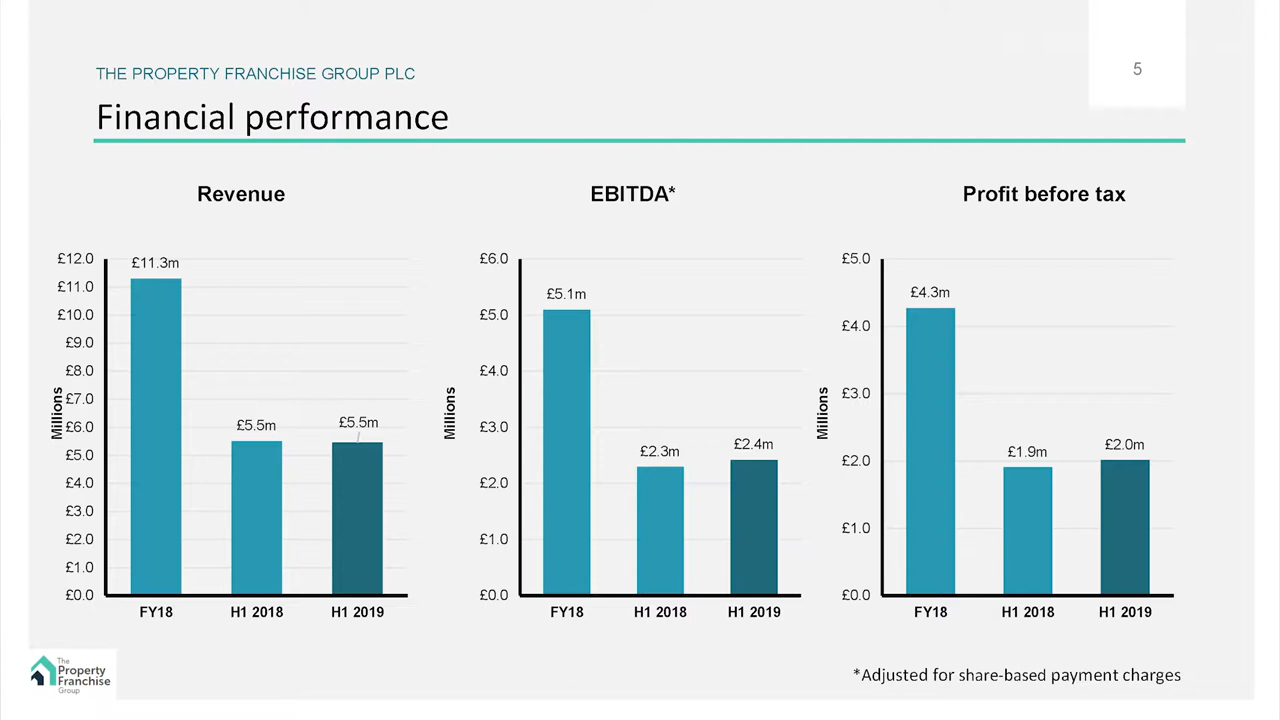 THE PROPERTY FRANCHISE GROUP PLC
5
Financial performance
Revenue
Millions
£12.0
£11.0
£10.0
£9.0
£8.0
£7.0
£6.0
£5.0
£4.0
£3.0
£2.0
£1.0
£0.0
£11.3m
£5.5m
£5.5m
FY18
H1 2018
H1 2019
EBITDA*
Millions
£6.0
£5.0
£4.0
£3.0
£2.0
£1.0
£0.0
£5.1m
£2.3m
£2.4m
FY18
H1 2018
H1 2019
Profit before tax
Millions
£5.0
£4.0
£3.0
£2.0
£1.0
£0.0
£4.3m
£1.9m
£2.0m
FY18
H1 2018
H1 2019
The
Property
Franchise
Group
*Adjusted for share-based payment charges